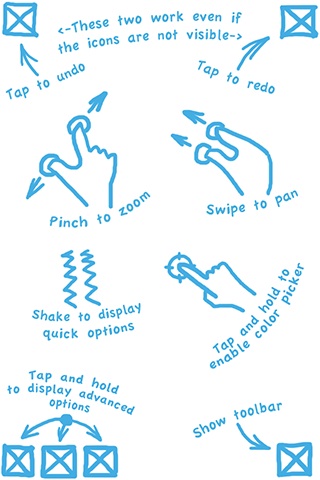 <-These two work even if
the icons are not visible->
Tap to undo
Tap to redo
Pinch to zoom
Swipe to pan
Shake to display
quick options
Tap and hold to
enable color picker
Tap and hold
to display advanced
options
Show toolbar